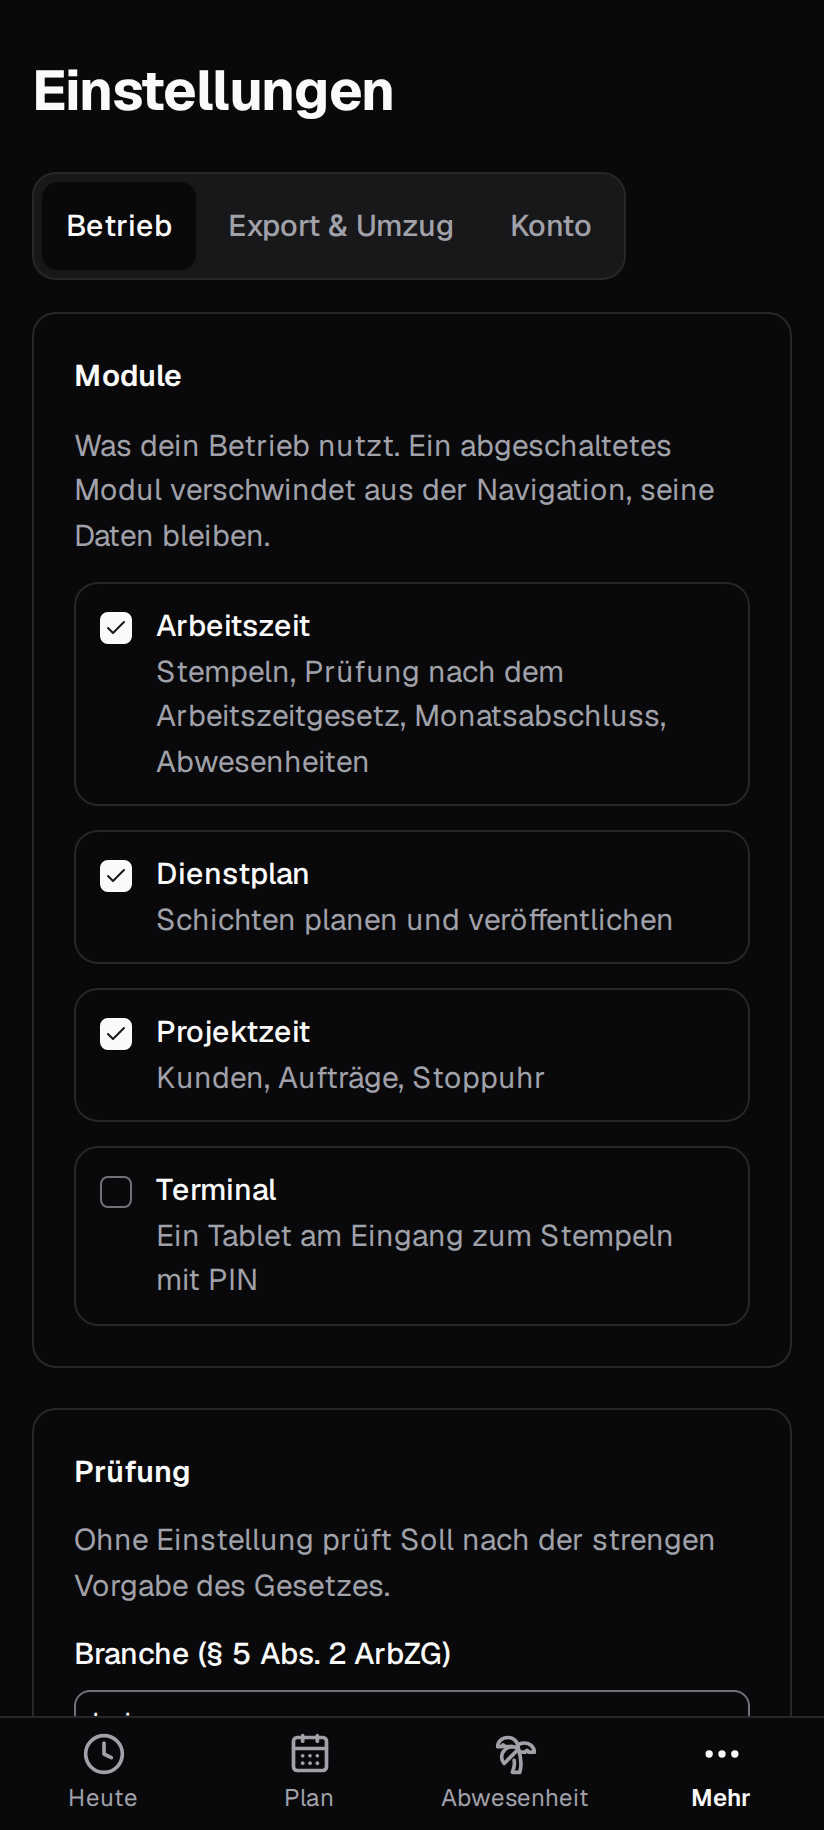 Einstellungen
Betrieb
Export & Umzug
Konto
Module
Was dein Betrieb nutzt. Ein abgeschaltetes
Modul verschwindet aus der Navigation, seine
Daten bleiben.
Arbeitszeit
Stempeln, Prüfung nach dem
Arbeitszeitgesetz, Monatsabschluss,
Abwesenheiten
Dienstplan
Schichten planen und veröffentlichen
Projektzeit
Kunden, Aufträge, Stoppuhr
Terminal
Ein Tablet am Eingang zum Stempeln
mit PIN
Prüfung
Ohne Einstellung prüft Soll nach der strengen
Vorgabe des Gesetzes.
Branche (§ 5 Abs. 2 ArbZG)
Heute
Plan
Abwesenheit
Mehr